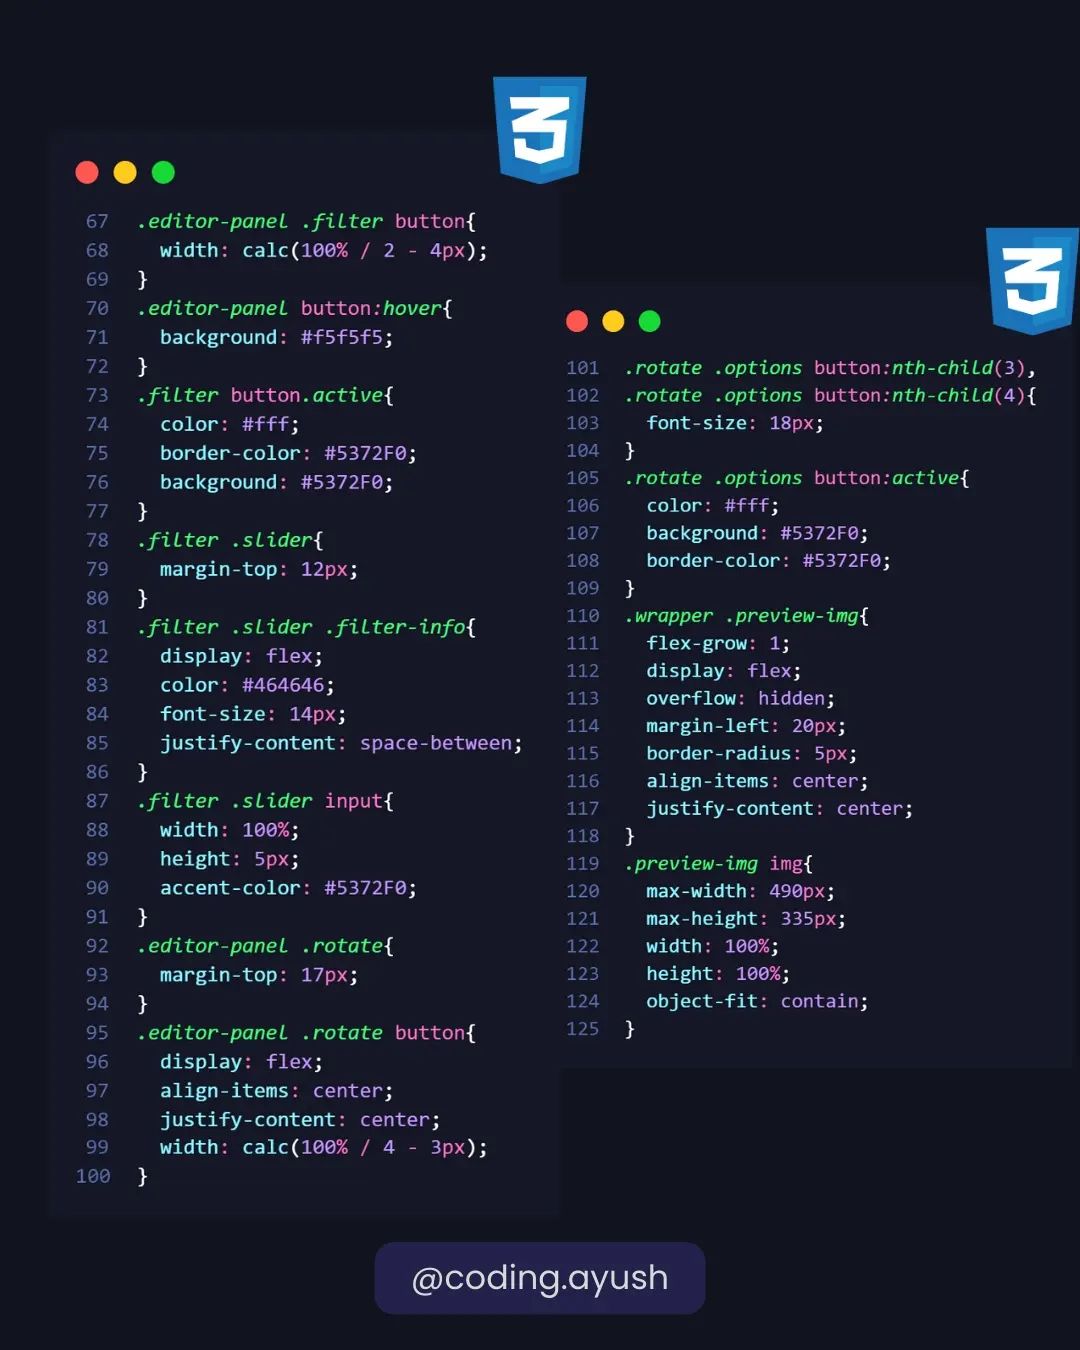 67 .editor-panel .filter button{
68 width: calc(100% / 2 - 4px);
69 }
70 .editor-panel button:hover{
71 background: #f5f5f5;
72 }
73 .filter button.active{
74 color: #fff;
75 border-color: #5372F0;
76 background: #5372F0;
77 }
78 .filter .slider{
79 margin-top: 12px;
80 }
81 .filter .slider .filter-info{
82 display: flex;
83 color: #464646;
84 font-size: 14px;
85 justify-content: space-between;
86 }
87 .filter .slider input{
88 width: 100%;
89 height: 5px;
90 accent-color: #5372F0;
91 }
92 .editor-panel .rotate{
93 margin-top: 17px;
94 }
95 .editor-panel .rotate button{
96 display: flex;
97 align-items: center;
98 justify-content: center;
99 width: calc(100% / 4 - 3px);
100 }
101 .rotate .options button:nth-child(3),
102 .rotate .options button:nth-child(4){
103 font-size: 18px;
104 }
105 .rotate .options button:active{
106 color: #fff;
107 background: #5372F0;
108 border-color: #5372F0;
109 }
110 .wrapper .preview-img{
111 flex-grow: 1;
112 display: flex;
113 overflow: hidden;
114 margin-left: 20px;
115 border-radius: 5px;
116 align-items: center;
117 justify-content: center;
118 }
119 .preview-img img{
120 max-width: 490px;
121 max-height: 335px;
122 width: 100%;
123 height: 100%;
124 object-fit: contain;
125 }
@coding.ayush